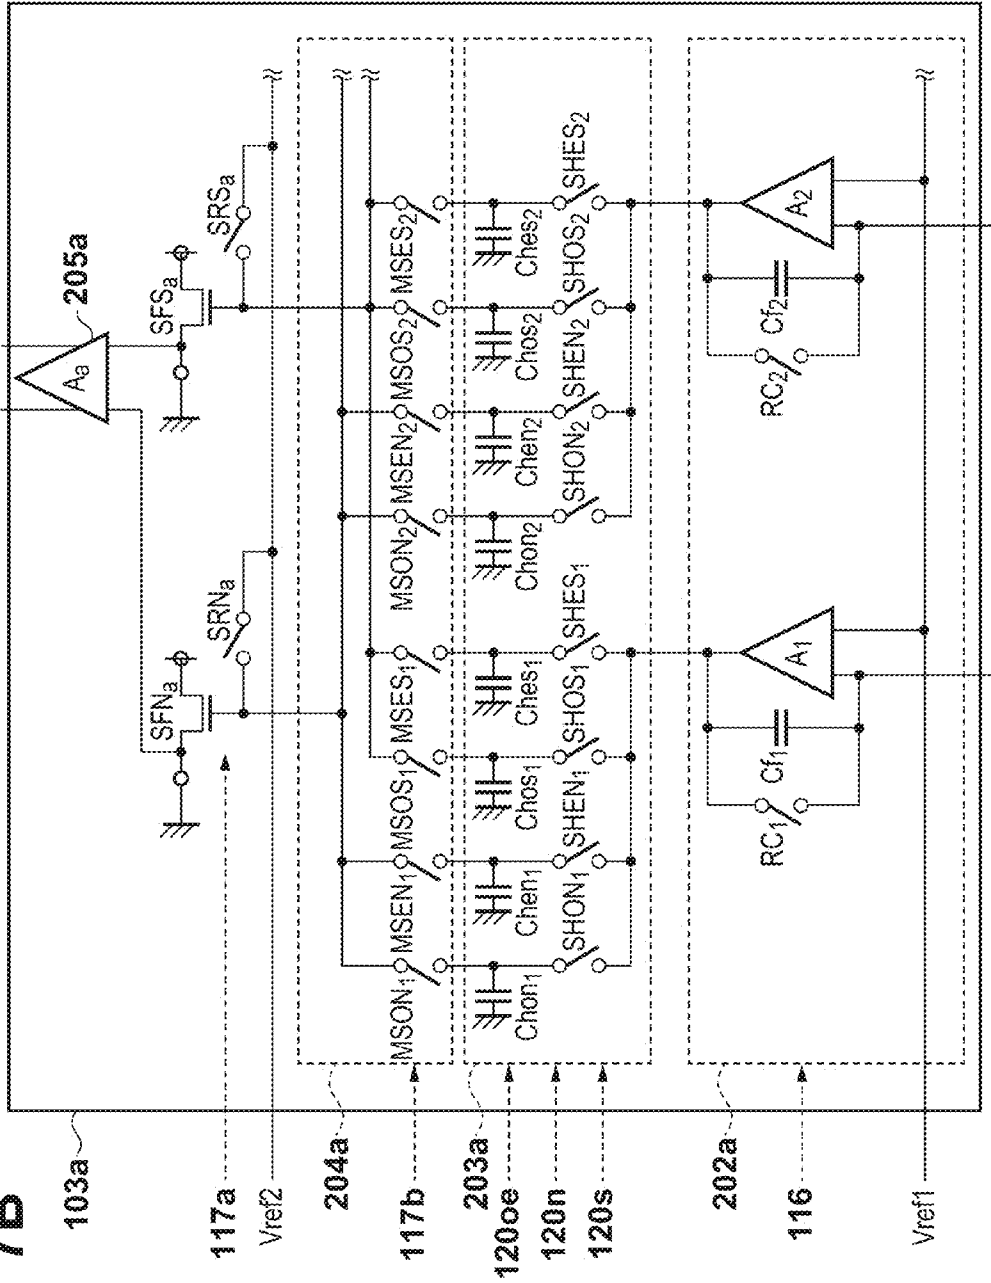 7B
103a
117a
Vref2
204a
117b
203a
120oe
120n
120s
202a
116
Vref1
205a
Aa
SFNa
SRNa
SFSa
SRSa
MSON1
MSEN1
MSOS1
MSES1
MSON2
MSEN2
MSOS2
MSES2
Chon1
Chen1
Chos1
Ches1
Chon2
Chen2
Chos2
Ches2
SHON1
SHEN1
SHOS1
SHES1
SHON2
SHEN2
SHOS2
SHES2
RC1
Cf1
A1
RC2
Cf2
A2